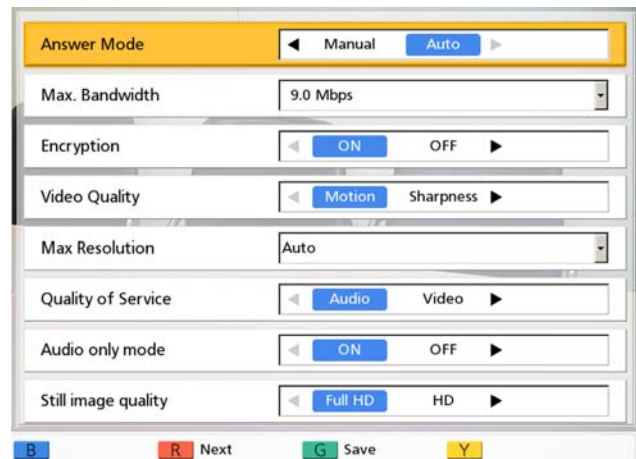 Answer Mode Manual Auto
Max. Bandwidth 9.0 Mbps
Encryption ON OFF
Video Quality Motion Sharpness
Max Resolution Auto
Quality of Service Audio Video
Audio only mode ON OFF
Still image quality Full HD HD
B R Next G Save Y